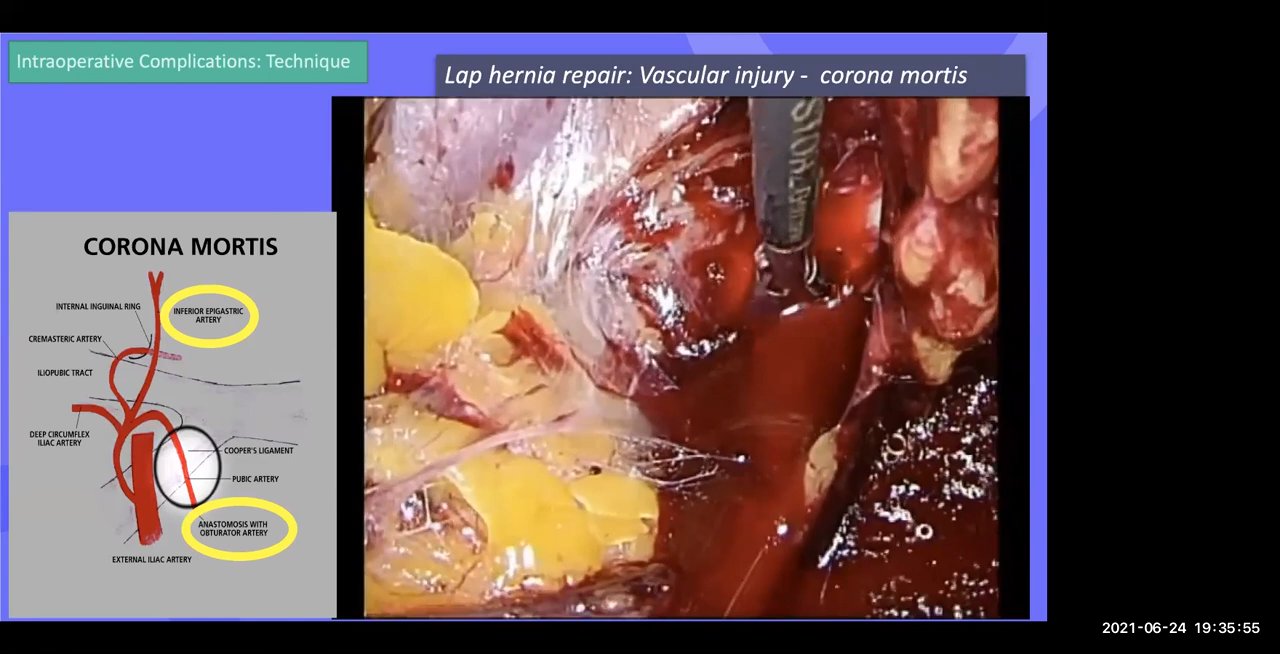 Intraoperative Complications: Technique
Lap hernia repair: Vascular injury - corona mortis
CORONA MORTIS
INTERNAL INGUINAL RING
INFERIOR EPIGASTRIC
ARTERY
CREMASTERIC ARTERY
ILIOPUBIC TRACT
DEEP CIRCUMFLEX
ILIAC ARTERY
COOPER'S LIGAMENT
PUBIC ARTERY
ANASTOMOSIS WITH
OBTURATOR ARTERY
EXTERNAL ILIAC ARTERY
2021-06-24 19:35:55